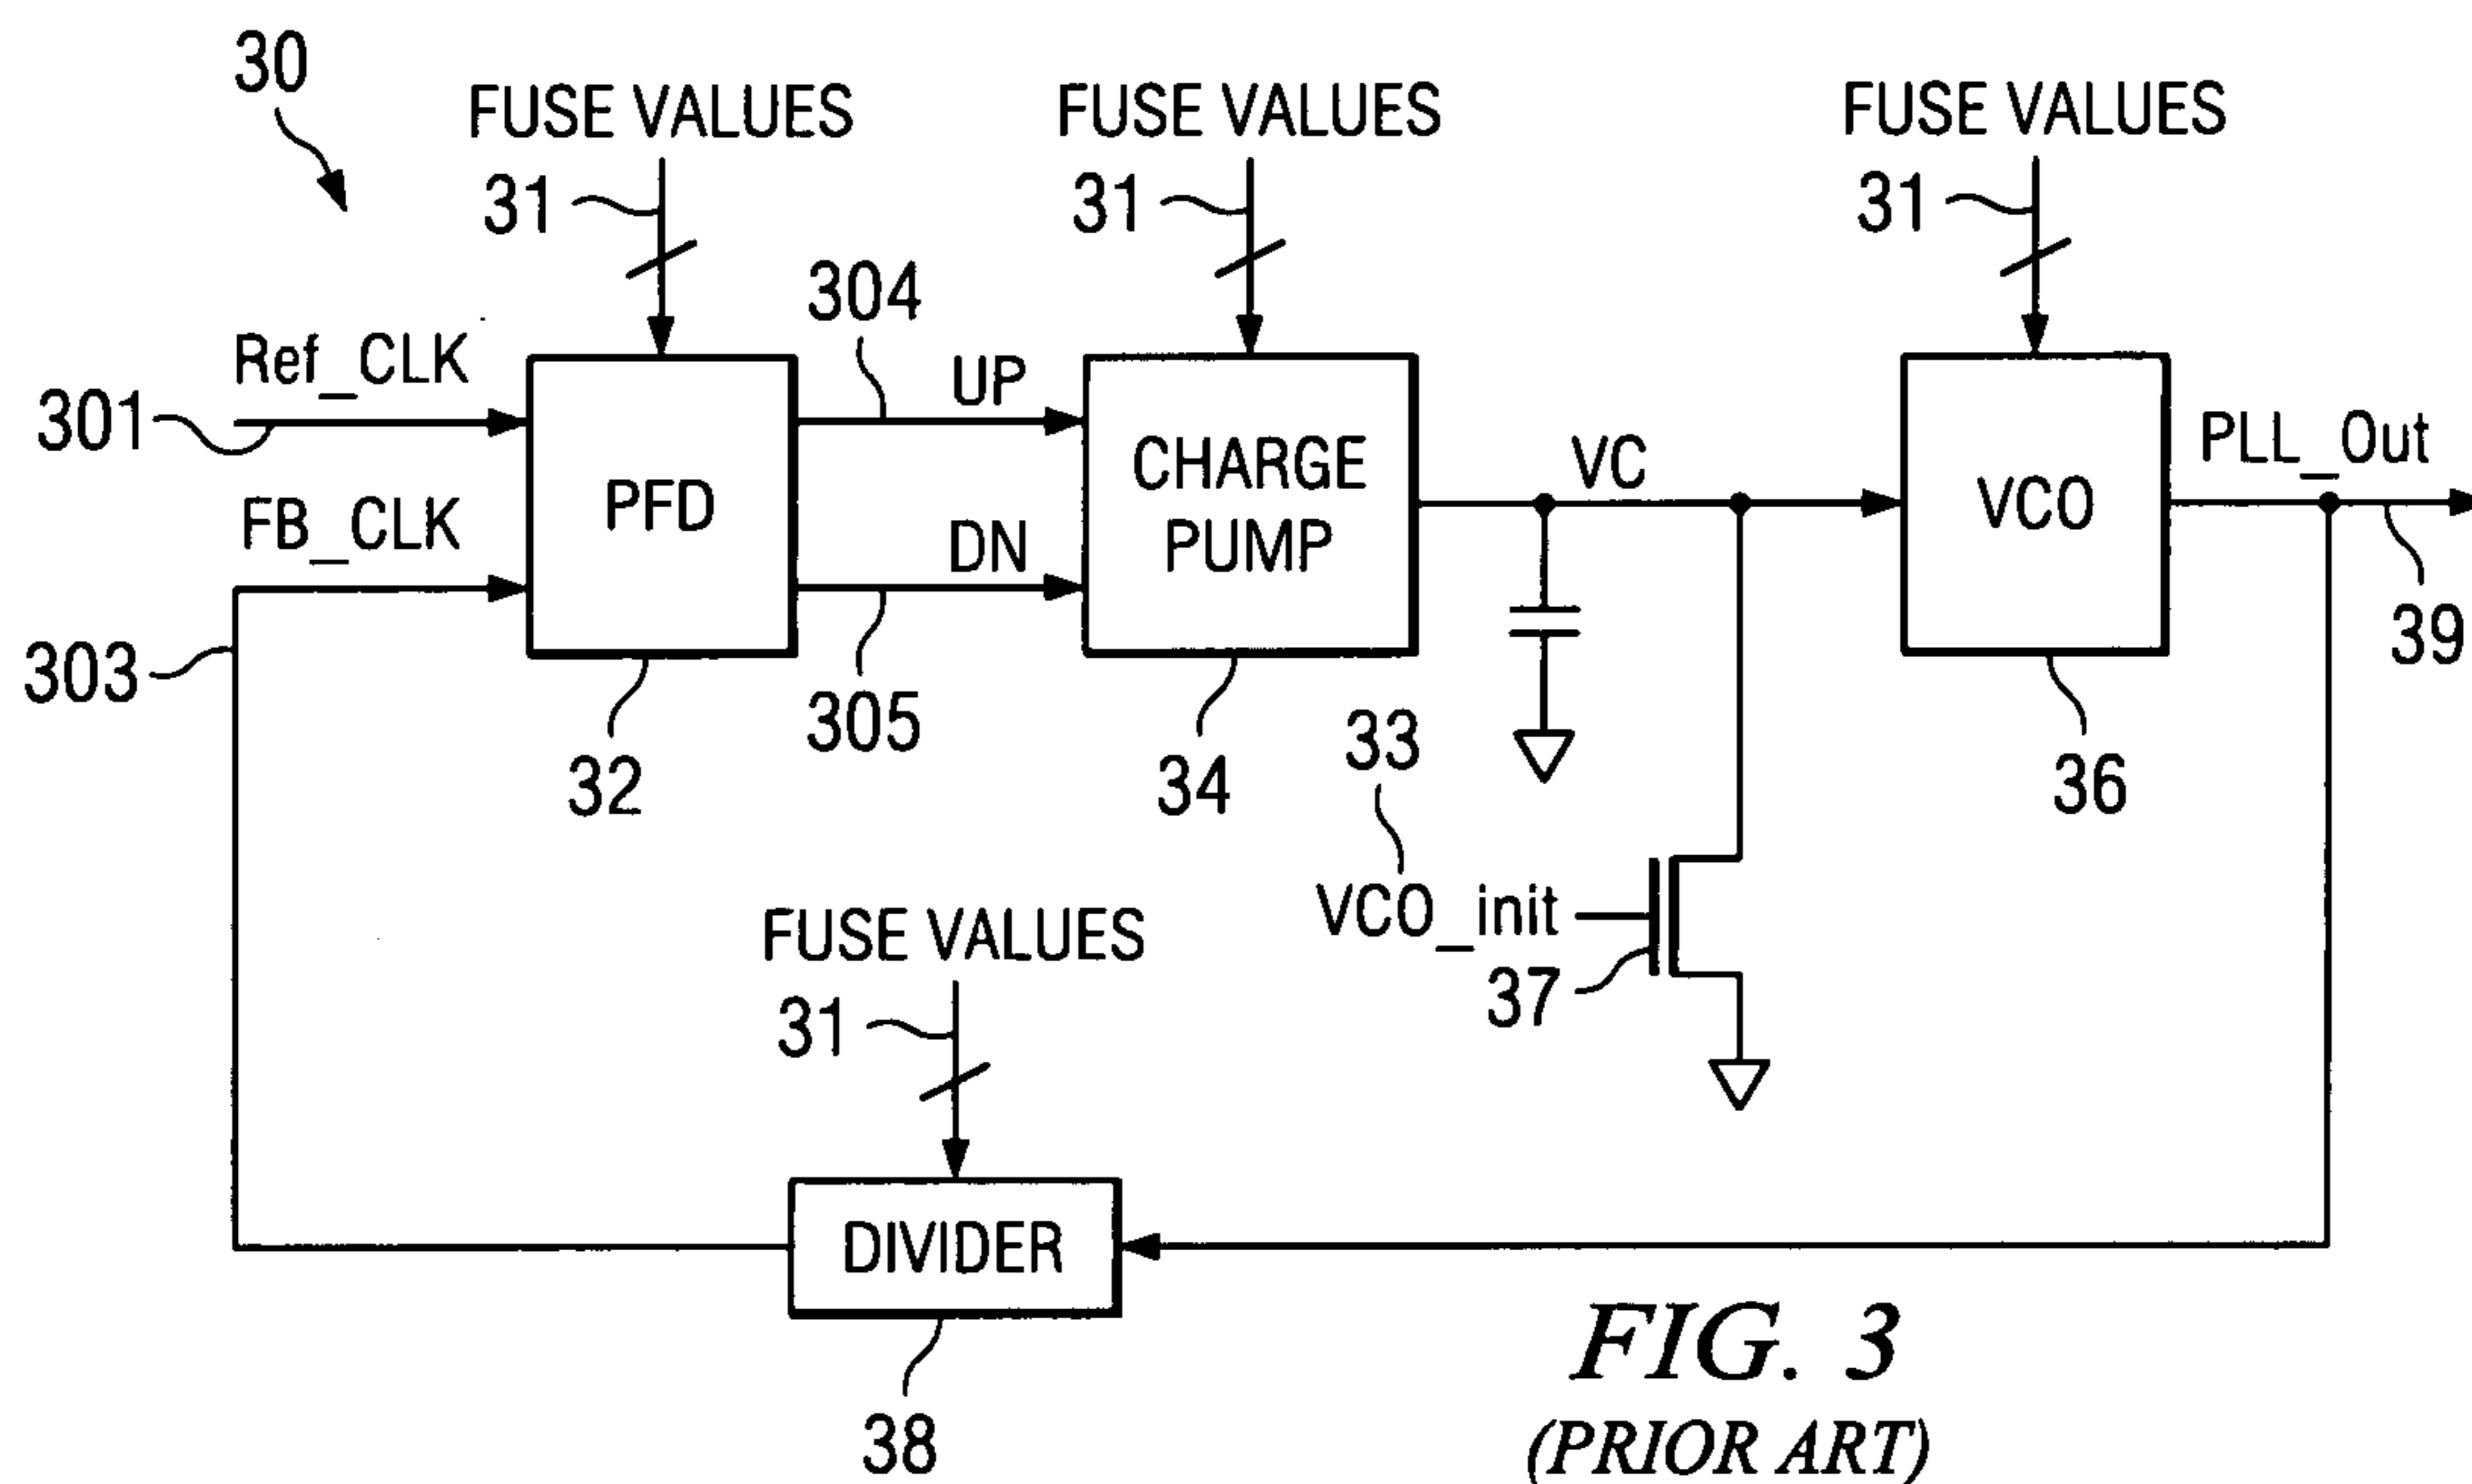 30
FUSE VALUES
FUSE VALUES
FUSE VALUES
31
31
31
304
Ref_CLK
UP
301
CHARGE
PUMP
VC
PLL_Out
PFD
VCO
FB_CLK
DN
303
305
39
32
34
33
36
VCO_init
37
FUSE VALUES
31
DIVIDER
38
FIG. 3
(PRIOR ART)